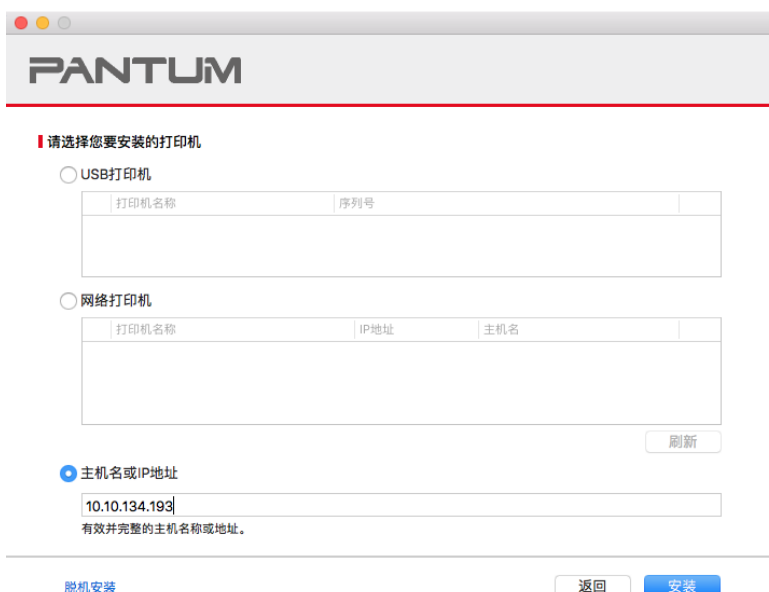 PANTUM
请选择您要安装的打印机
USB打印机
打印机名称 序列号
网络打印机
打印机名称 IP地址 主机名
刷新
主机名或IP地址
10.10.134.193
有效并完整的主机名称或地址。
脱机安装 返回 安装